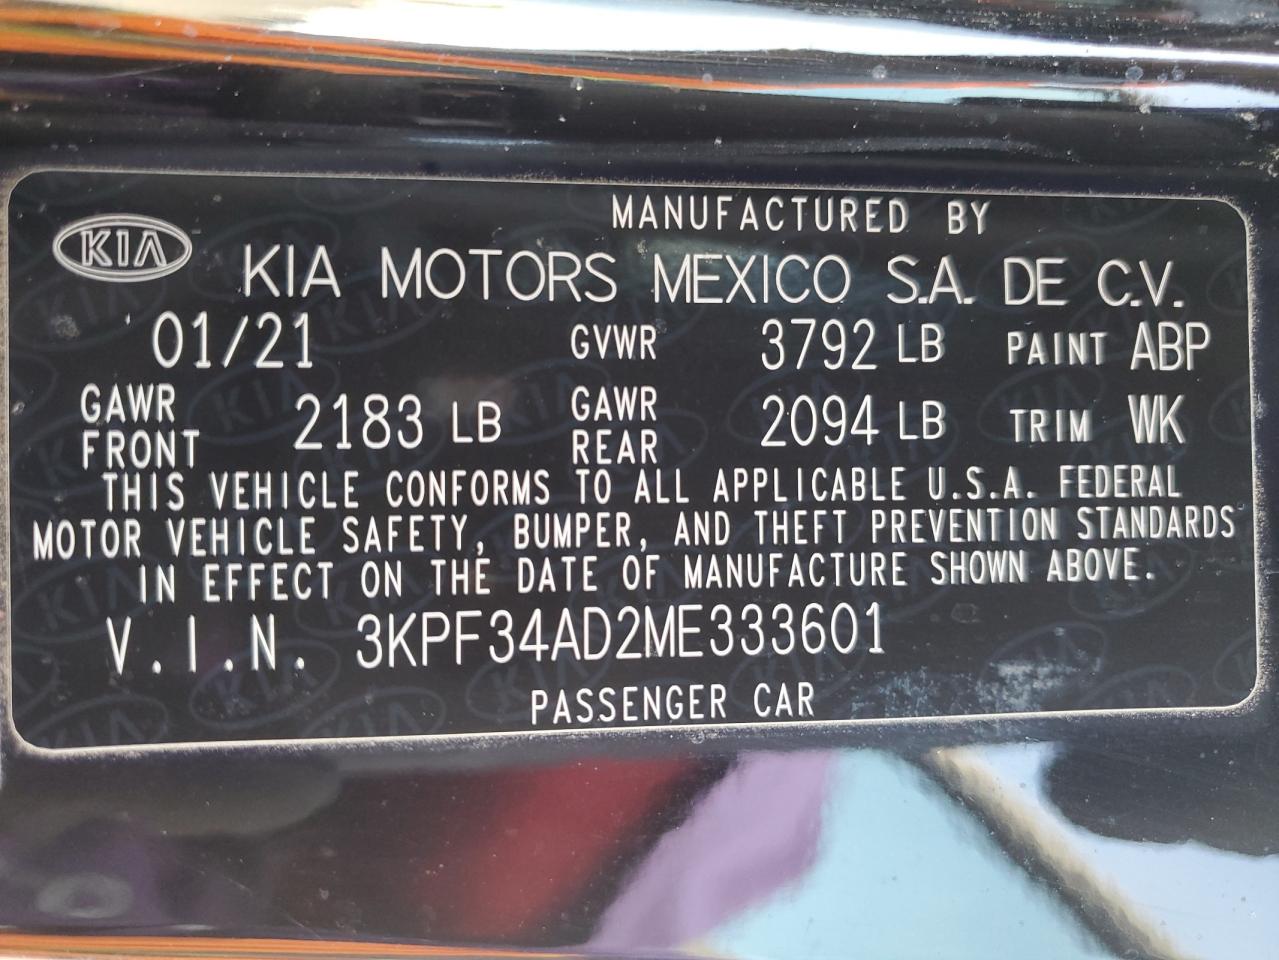 MANUFACTURED BY
KIA
KIA MOTORS MEXICO S.A. DE C.V.
01/21 GVWR 3792 LB PAINT ABP
GAWR FRONT 2183 LB GAWR REAR 2094 LB TRIM WK
THIS VEHICLE CONFORMS TO ALL APPLICABLE U.S.A. FEDERAL
MOTOR VEHICLE SAFETY, BUMPER, AND THEFT PREVENTION STANDARDS
IN EFFECT ON THE DATE OF MANUFACTURE SHOWN ABOVE.
V.I.N. 3KPF34AD2ME333601
PASSENGER CAR